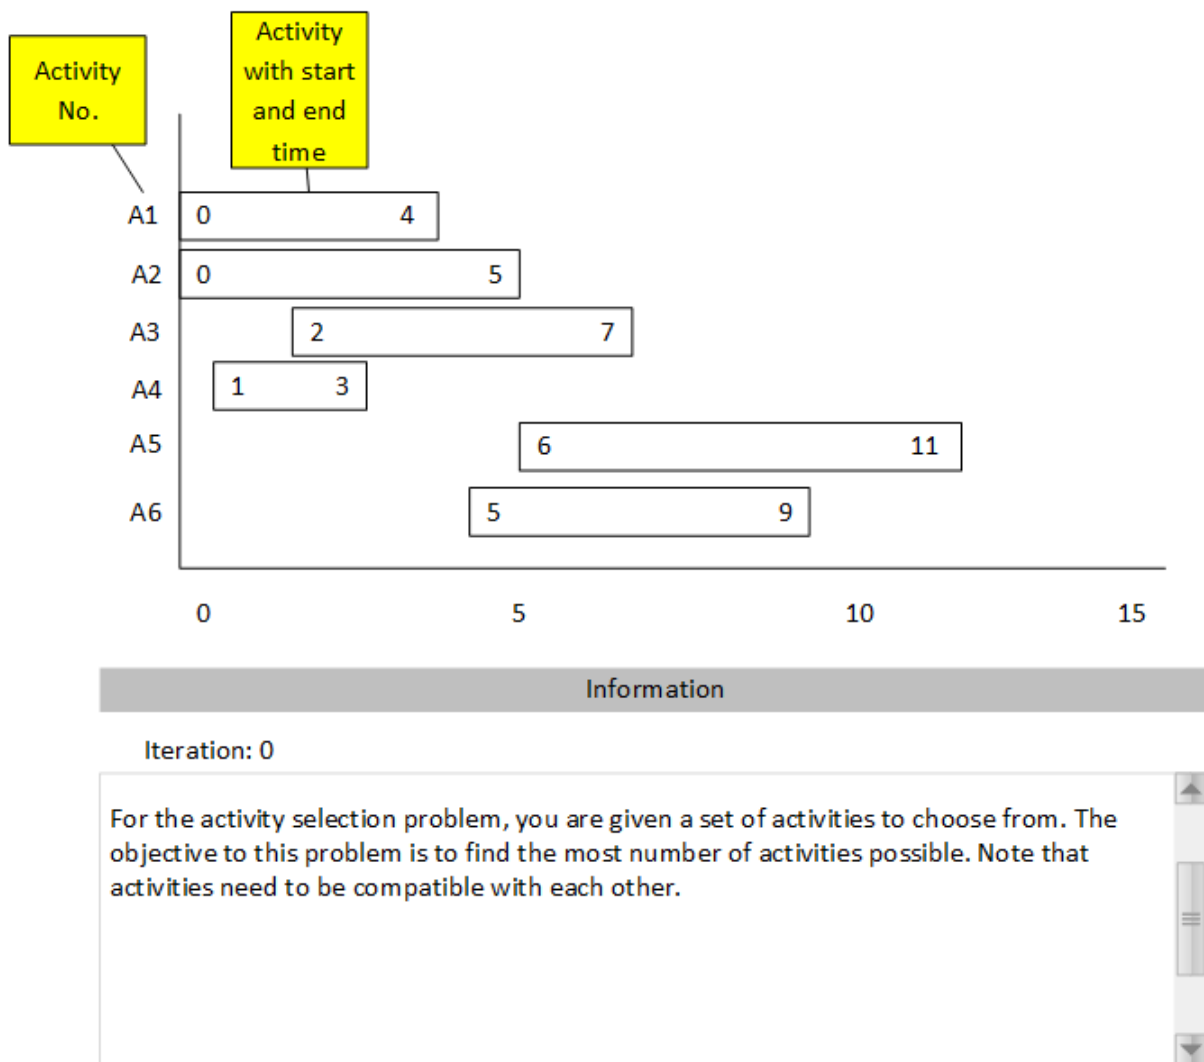 Activity
No.
Activity
with start
and end
time
A1 0 4
A2 0 5
A3 2 7
A4 1 3
A5 6 11
A6 5 9
0 5 10 15
Information
Iteration: 0
For the activity selection problem, you are given a set of activities to choose from. The
objective to this problem is to find the most number of activities possible. Note that
activities need to be compatible with each other.